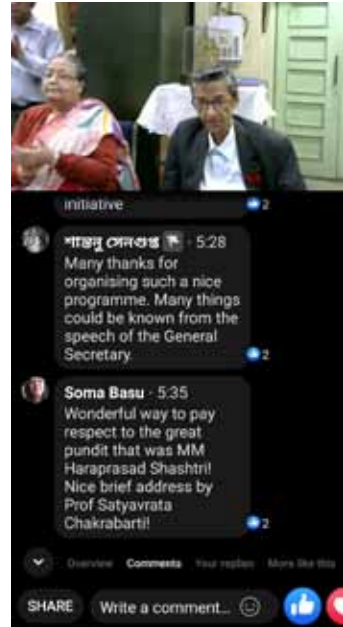 initiative
2
শান্তনু সেনগুপ্ত · 5:28
Many thanks for
organising such a nice
programme. Many things
could be known from the
speech of the General
Secretary
2
Soma Basu · 5:35
Wonderful way to pay
respect to the great
pundit that was MM
Haraprasad Shashtri!
Nice brief address by
Prof Satyavrata
Chakrabarti!
2
Overview Comments Your replies More like this
SHARE Write a comment...